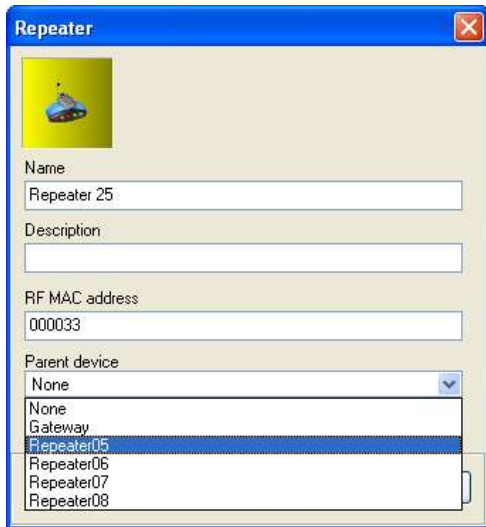 Repeater
Name
Repeater 25
Description
RF MAC address
000033
Parent device
None
None
Gateway
Repeater05
Repeater06
Repeater07
Repeater08